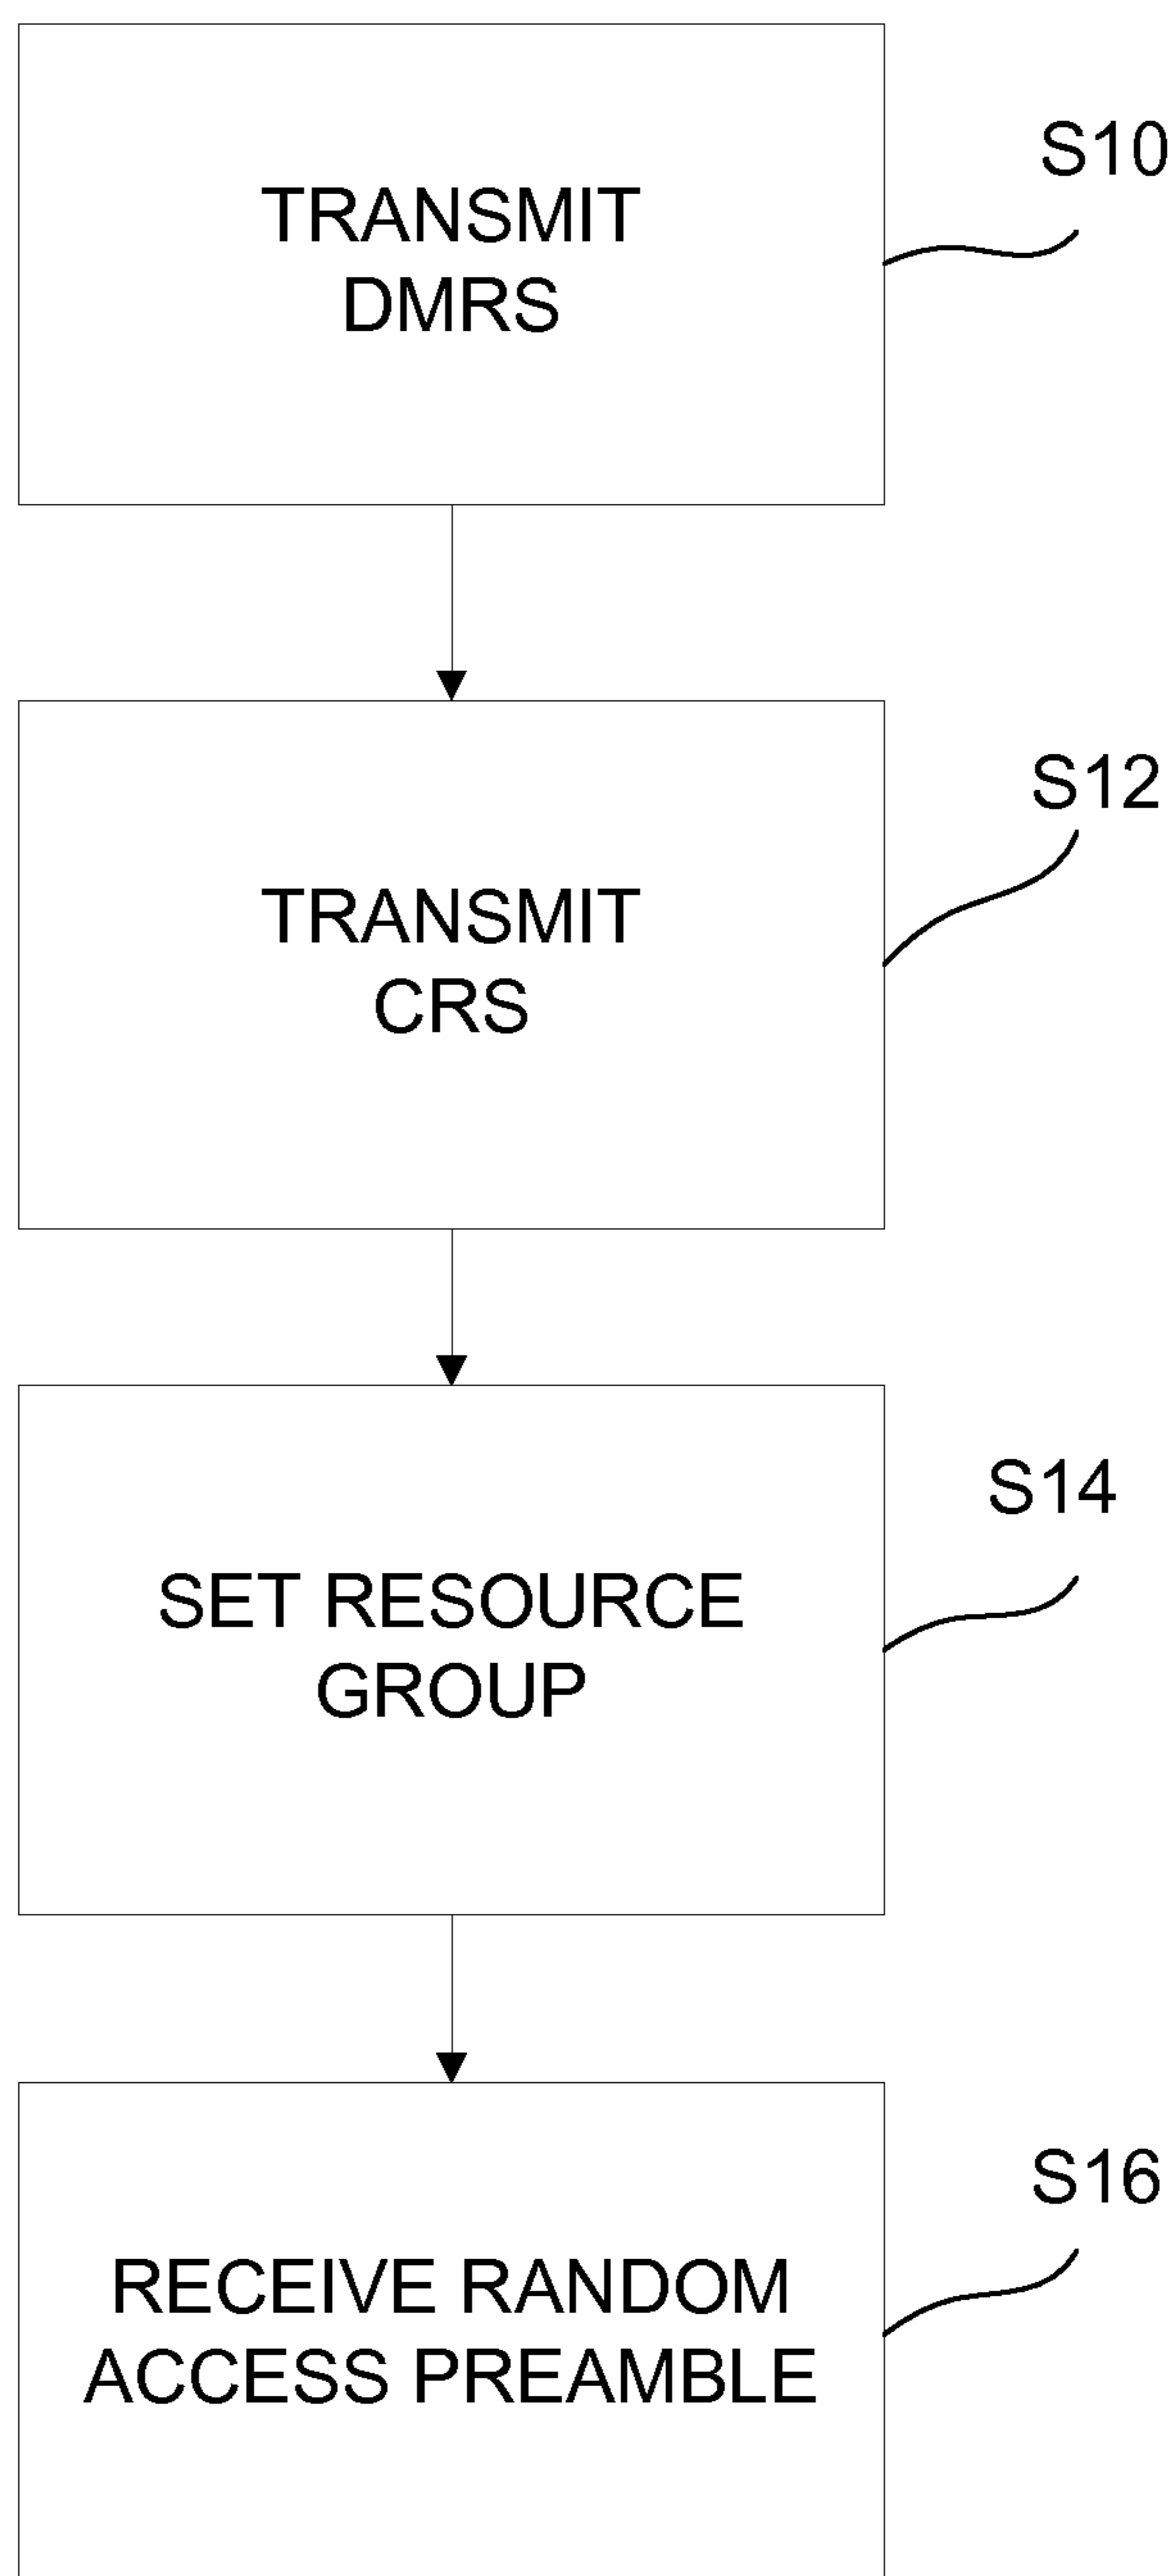 TRANSMIT
DMRS
S10
TRANSMIT
CRS
S12
SET RESOURCE
GROUP
S14
RECEIVE RANDOM
ACCESS PREAMBLE
S16